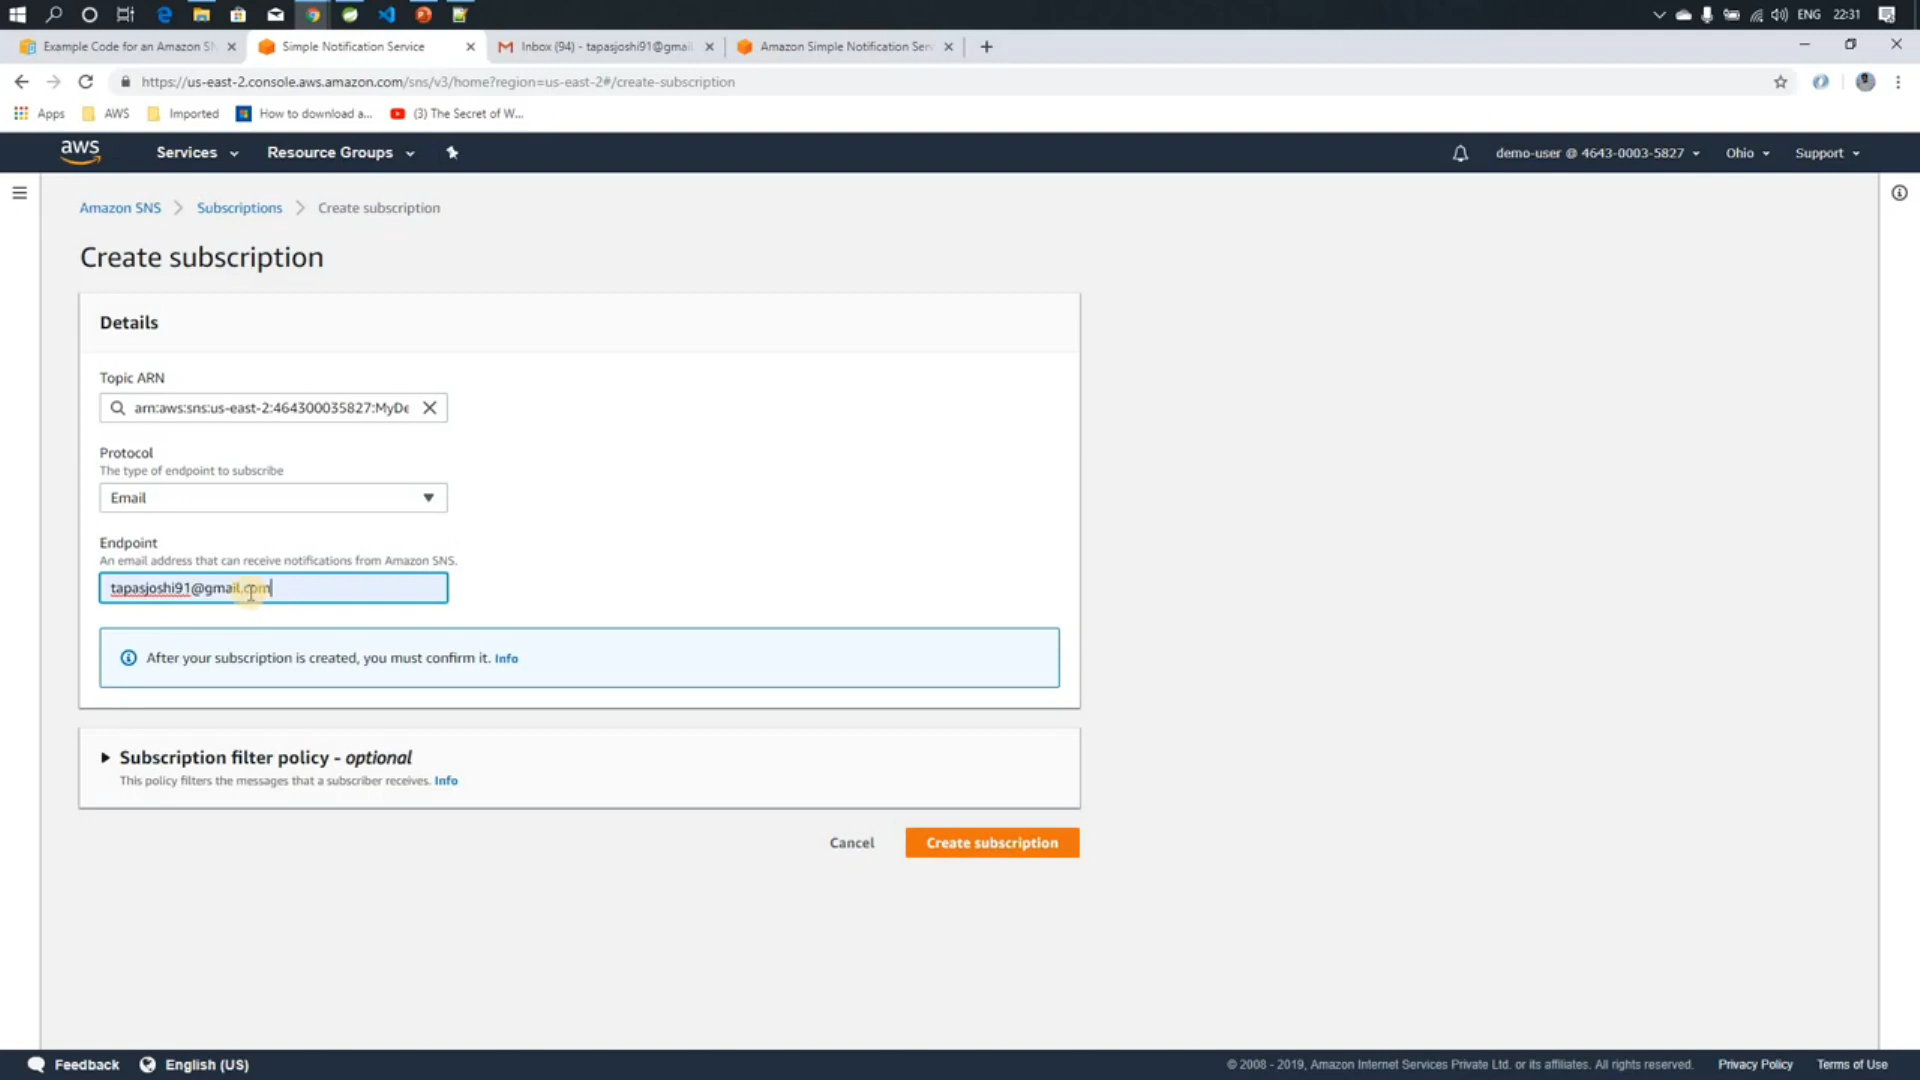 ENG 22:31
Example Code for an Amazon SN
Simple Notification Service
Inbox (94) - tapasjoshi91@gmai
Amazon Simple Notification Serv
https://us-east-2.console.aws.amazon.com/sns/v3/home?region=us-east-2#/create-subscription
Apps AWS Imported How to download a... (3) The Secret of W...
aws Services Resource Groups demo-user @ 4643-0003-5827 Ohio Support
Amazon SNS Subscriptions Create subscription
Create subscription
Details
Topic ARN
arn:aws:sns:us-east-2:464300035827:MyDe
Protocol
The type of endpoint to subscribe
Email
Endpoint
An email address that can receive notifications from Amazon SNS.
tapasjoshi91@gmail.com
After your subscription is created, you must confirm it. Info
Subscription filter policy - optional
This policy filters the messages that a subscriber receives. Info
Cancel Create subscription
Feedback English (US) © 2008 - 2019, Amazon Internet Services Private Ltd. or its affiliates. All rights reserved. Privacy Policy Terms of Use